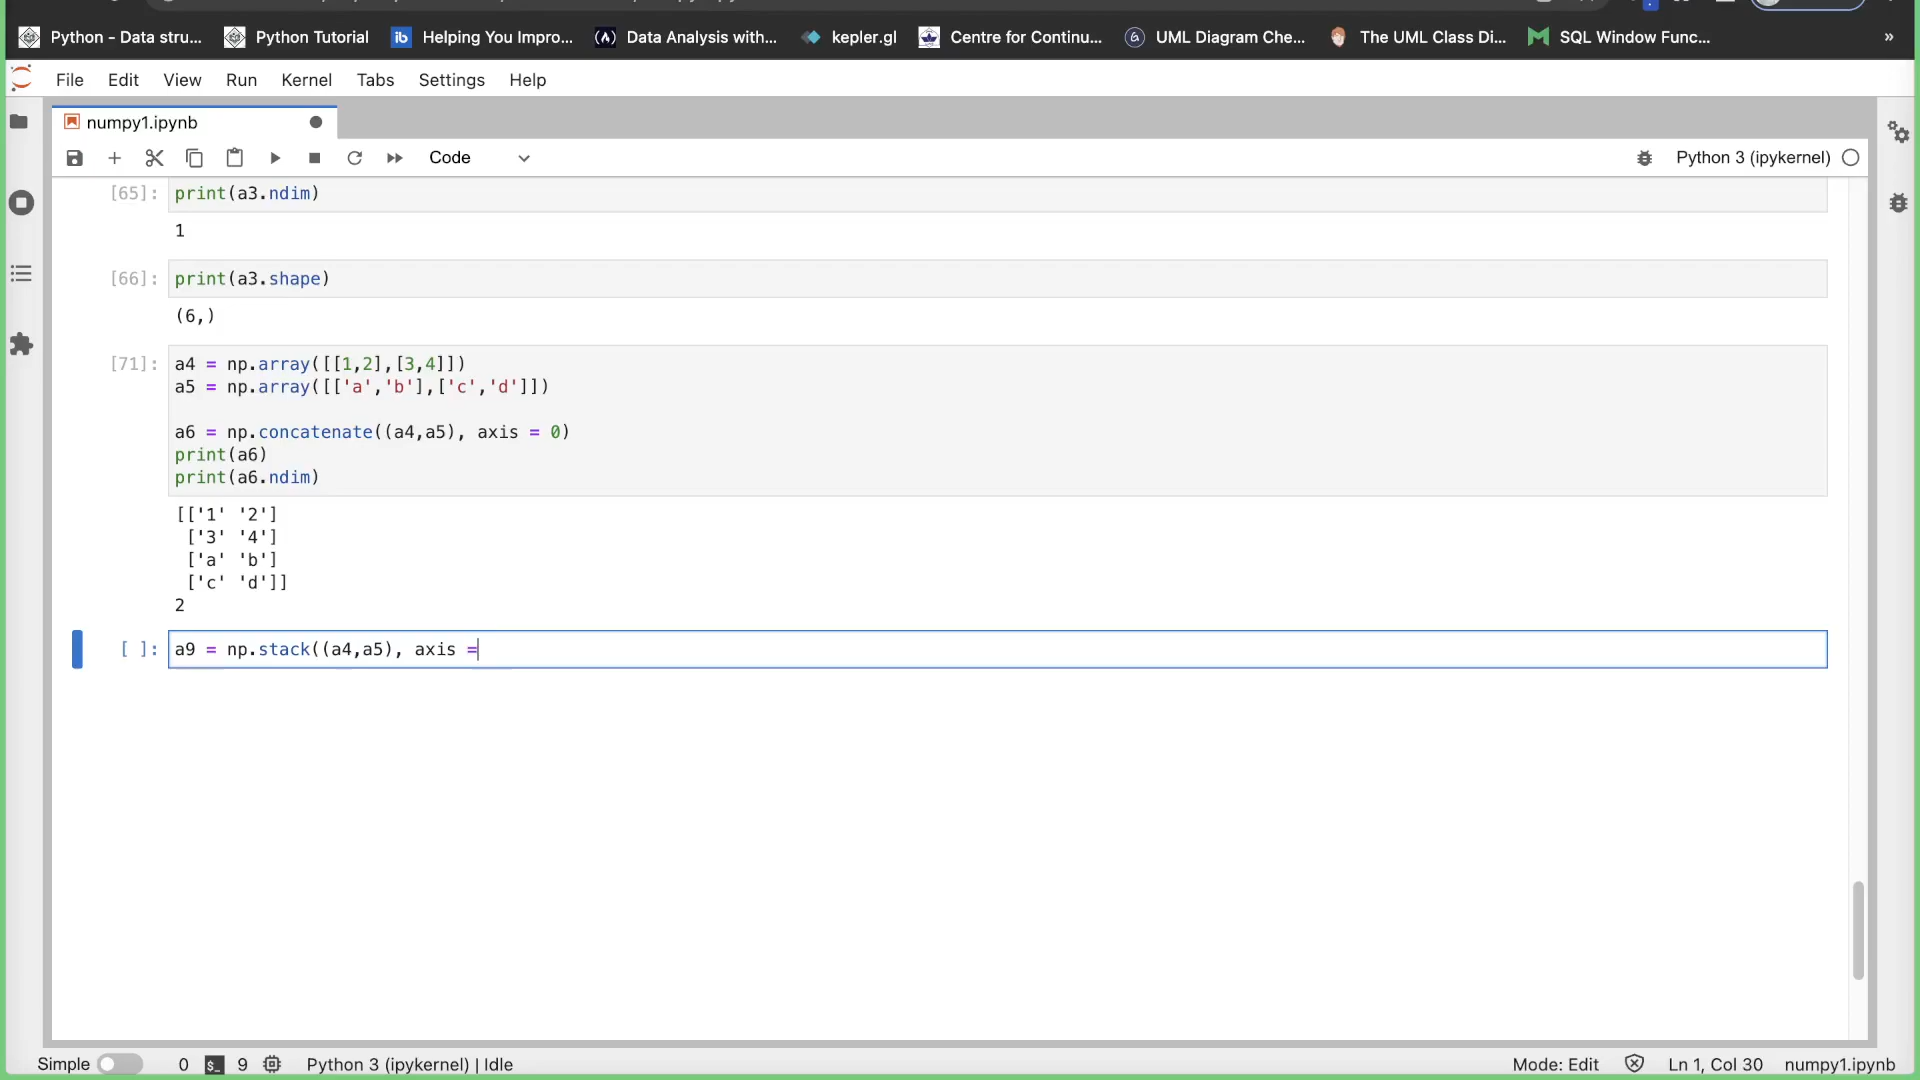 Python - Data stru...
Python Tutorial
ib
Helping You Impro...
Data Analysis with...
kepler.gl
Centre for Continu...
UML Diagram Che...
The UML Class Di...
SQL Window Func...
»
File Edit View Run Kernel Tabs Settings Help
numpy1.ipynb
Code
Python 3 (ipykernel)
[65]: print(a3.ndim)
1
[66]: print(a3.shape)
(6,)
[71]: a4 = np.array([[1,2],[3,4]])
a5 = np.array([['a','b'],['c','d']])
a6 = np.concatenate((a4,a5), axis = 0)
print(a6)
print(a6.ndim)
[['1' '2']
['3' '4']
['a' 'b']
['c' 'd']]
2
[ ]: a9 = np.stack((a4,a5), axis =
Simple 0 $_ 9 Python 3 (ipykernel) | Idle Mode: Edit Ln 1, Col 30 numpy1.ipynb